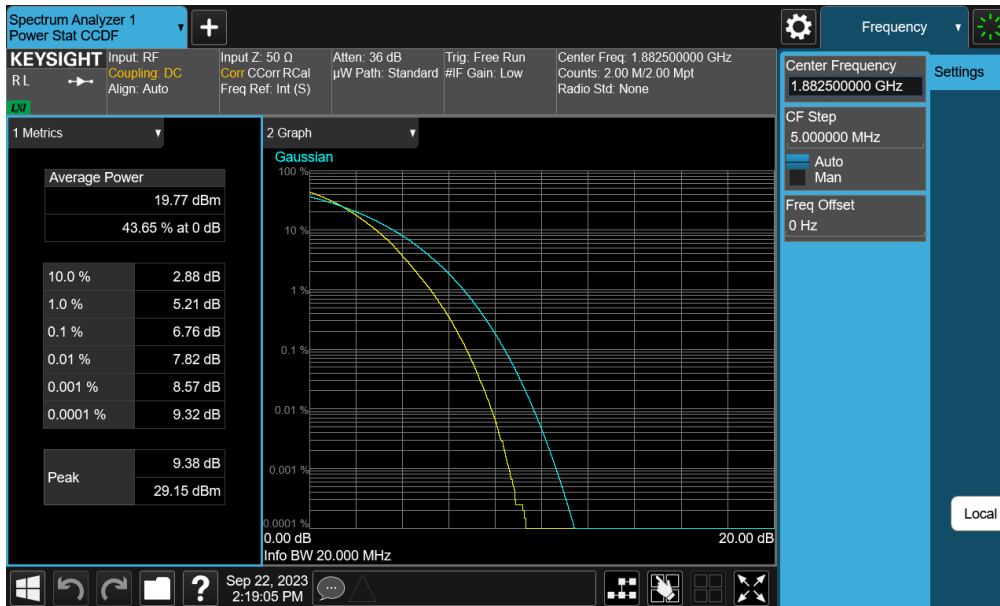 Spectrum Analyzer 1
Power Stat CCDF
Frequency
KEYSIGHT
R L
LXI
Input: RF
Coupling: DC
Align: Auto
Input Z: 50 Ω
Corr CCorr RCal
Freq Ref: Int (S)
Atten: 36 dB
µW Path: Standard
Trig: Free Run
#IF Gain: Low
Center Freq: 1.882500000 GHz
Counts: 2.00 M/2.00 Mpt
Radio Std: None
Center Frequency
1.882500000 GHz
Settings
CF Step
5.000000 MHz
Auto
Man
Freq Offset
0 Hz
Local
1 Metrics
Average Power
19.77 dBm
43.65 % at 0 dB
10.0 % 2.88 dB
1.0 % 5.21 dB
0.1 % 6.76 dB
0.01 % 7.82 dB
0.001 % 8.57 dB
0.0001 % 9.32 dB
Peak
9.38 dB
29.15 dBm
2 Graph
Gaussian
100 %
10 %
1 %
0.1 %
0.01 %
0.001 %
0.0001 %
0.00 dB 20.00 dB
Info BW 20.000 MHz
?
Sep 22, 2023
2:19:05 PM